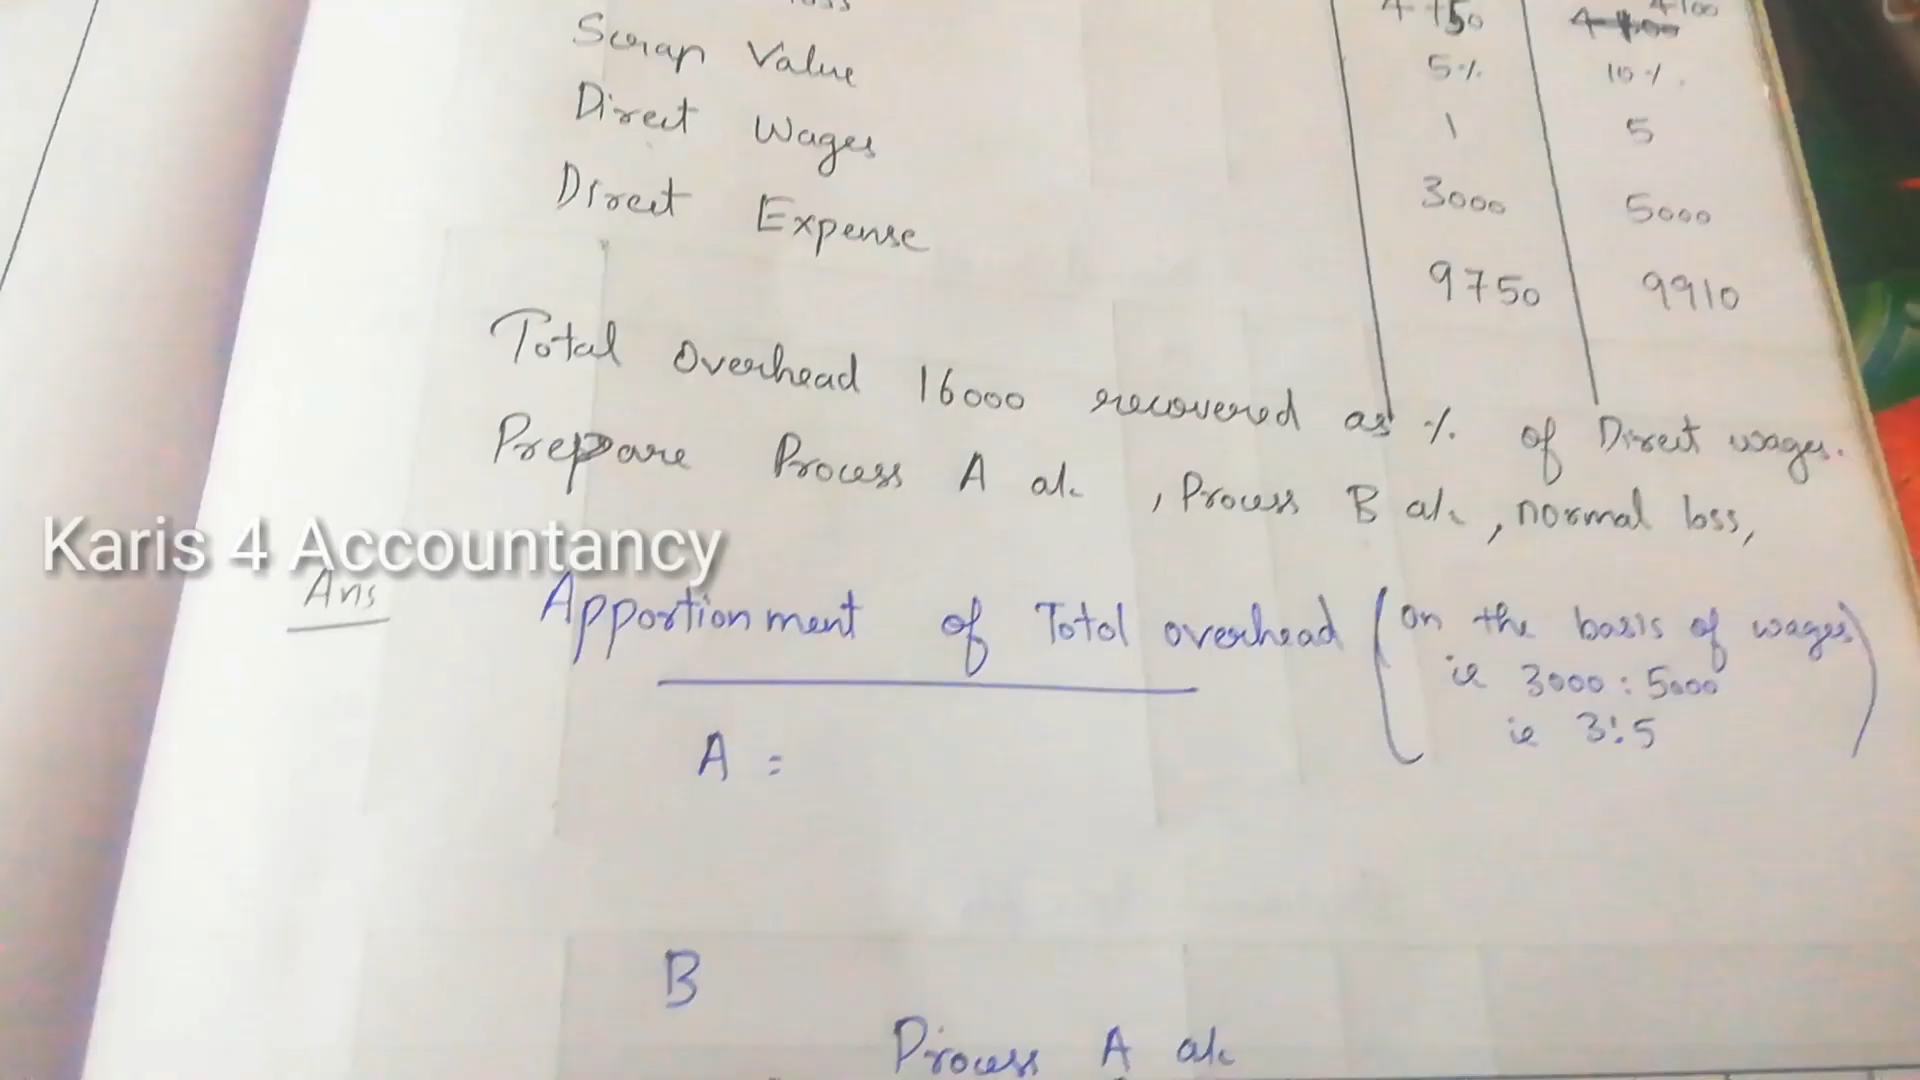 Scrap Value 5% 10%.
Direct Wages 1 5
Direct Expense 3000 5000
9750 9910
Total Overhead 16000 recovered as % of Direct wages.
Prepare Process A a/c , Process B a/c, normal loss,
Karis 4 Accountancy
Ans
Apportionment of Total overhead (on the basis of wages)
ie 3000 : 5000
ie 3:5
A =
B
Process A a/c